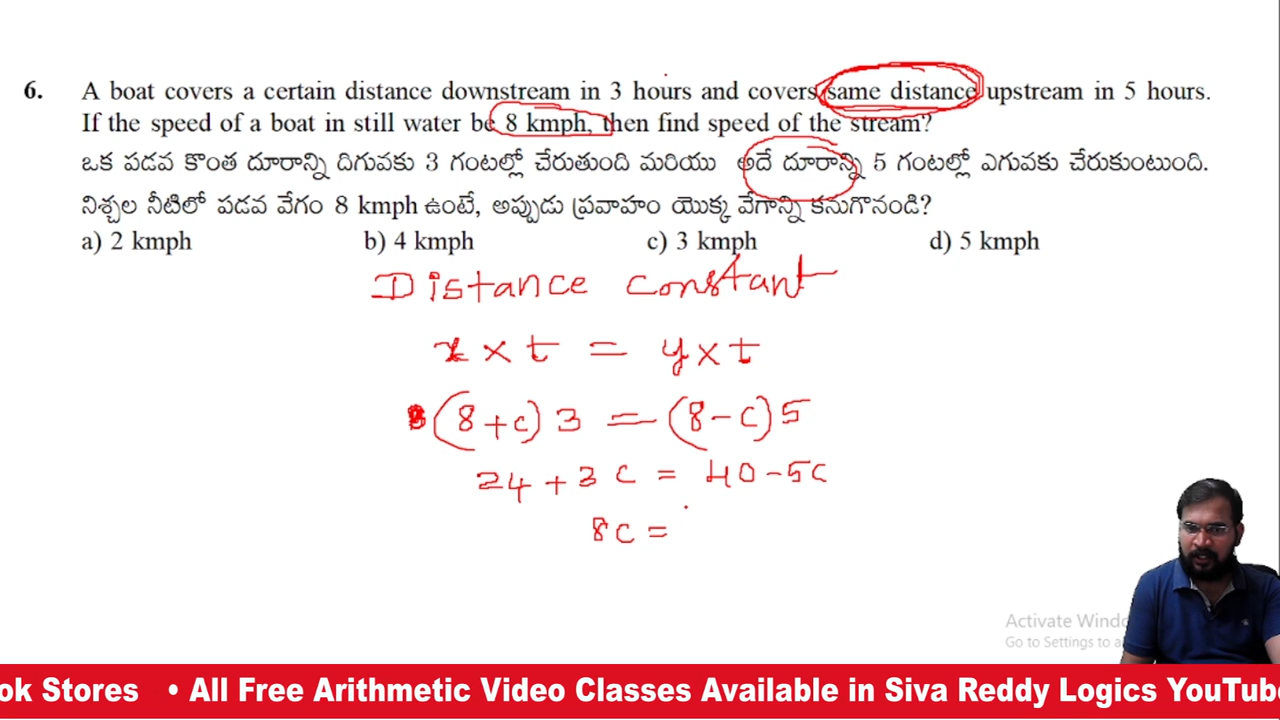 6. A boat covers a certain distance downstream in 3 hours and covers same distance upstream in 5 hours.
If the speed of a boat in still water be 8 kmph, then find speed of the stream?
ఒక పడవ కొంత దూరాన్ని దిగువకు 3 గంటల్లో చేరుతుంది మరియు అదే దూరాన్ని 5 గంటల్లో ఎగువకు చేరుకుంటుంది.
నిశ్చల నీటిలో పడవ వేగం 8 kmph ఉంటే, అప్పుడు ప్రవాహం యొక్క వేగాన్ని కనుగొనండి?
a) 2 kmph b) 4 kmph c) 3 kmph d) 5 kmph
Distance constant
x × t = y × t
(8+c) 3 = (8-c) 5
24 + 3c = 40 - 5c
8c =
Activate Windo
Go to Settings to a
ok Stores • All Free Arithmetic Video Classes Available in Siva Reddy Logics YouTube